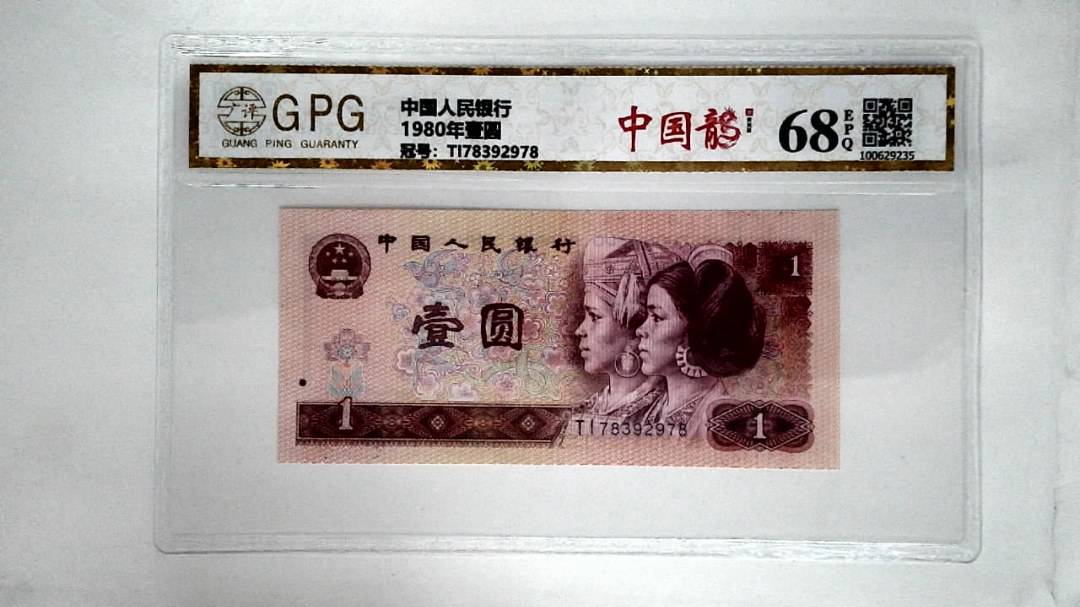 GPG
GUANG PING GUARANTY
中国人民银行
1980年壹圆
冠号：TI78392978
中国龍
68
EPQ
100629235
中国人民银行
1
壹圆
1
TI78392978
1